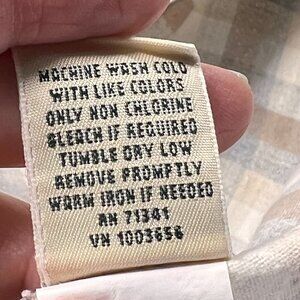 MACHINE WASH COLD
WITH LIKE COLORS
ONLY NON CHLORINE
BLEACH IF REQUIRED
TUMBLE DRY LOW
REMOVE PROMPTLY
WARM IRON IF NEEDED
RN 71341
VN 1003656